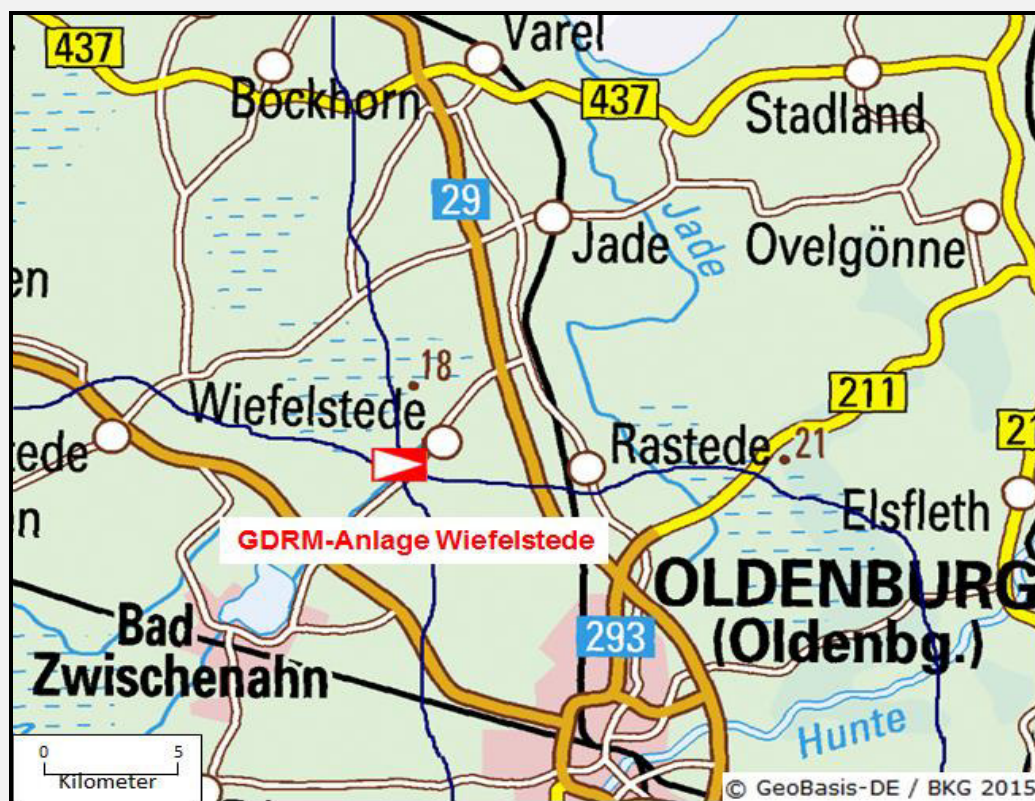 Varel
437
Bockhorn
437
Stadland
29
Jade
Jade
Ovelgönne
en
18
211
Wiefelstede
21
Rastede
21
ede
Elsfleth
n
GDRM-Anlage Wiefelstede
OLDENBURG
293
(Oldenbg.)
Bad
Zwischenahn
Hunte
0 5
Kilometer
© GeoBasis-DE / BKG 2015